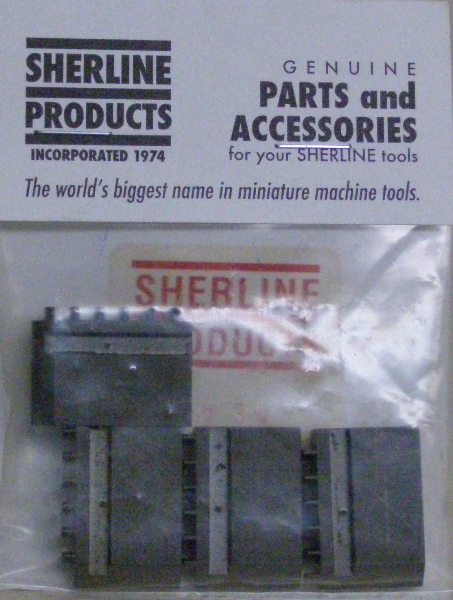 SHERLINE
PRODUCTS
INCORPORATED 1974
GENUINE
PARTS and
ACCESSORIES
for your SHERLINE tools
The world's biggest name in miniature machine tools.
SHERLINE